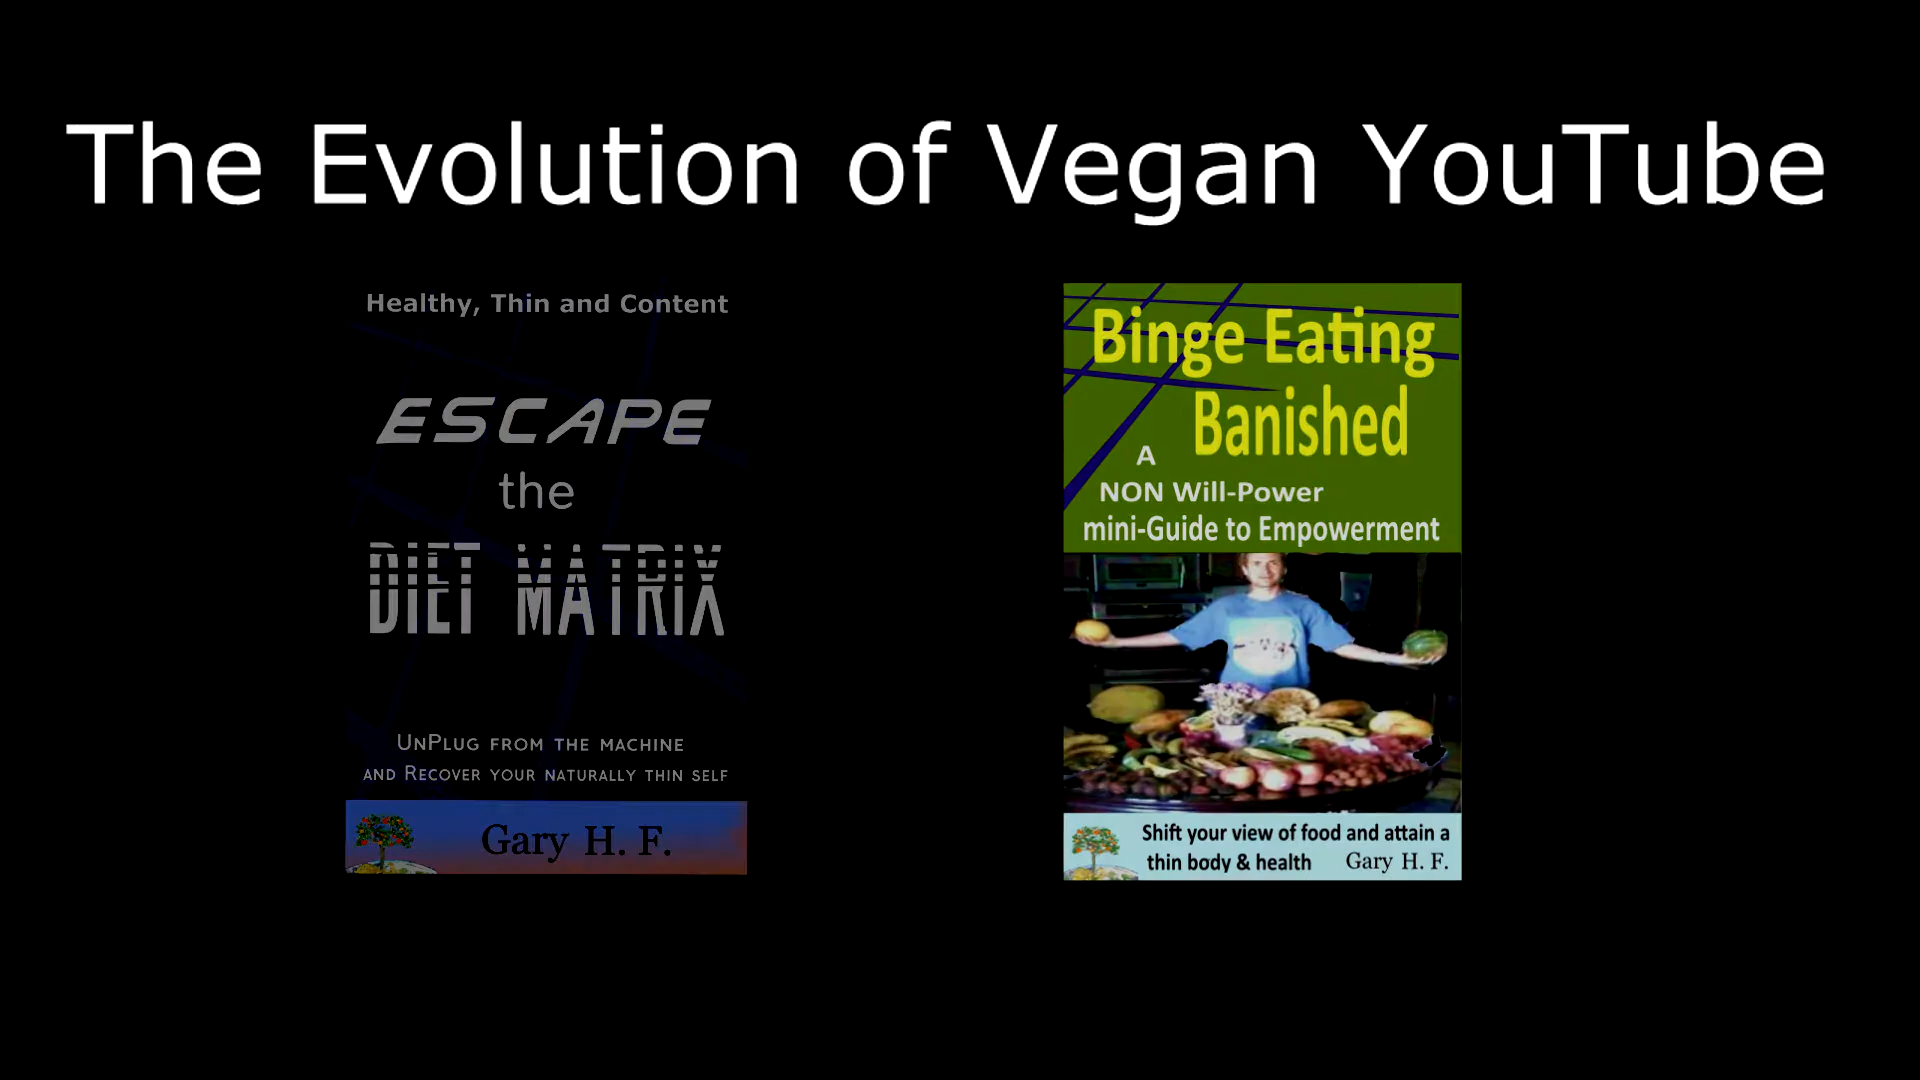 The Evolution of Vegan YouTube
Healthy, Thin and Content
ESCAPE
the
DIET MATRIX
UNPLUG FROM THE MACHINE
AND RECOVER YOUR NATURALLY THIN SELF
Gary H. F.
Binge Eating
Banished
A
NON Will-Power
mini-Guide to Empowerment
Shift your view of food and attain a
thin body & health Gary H. F.